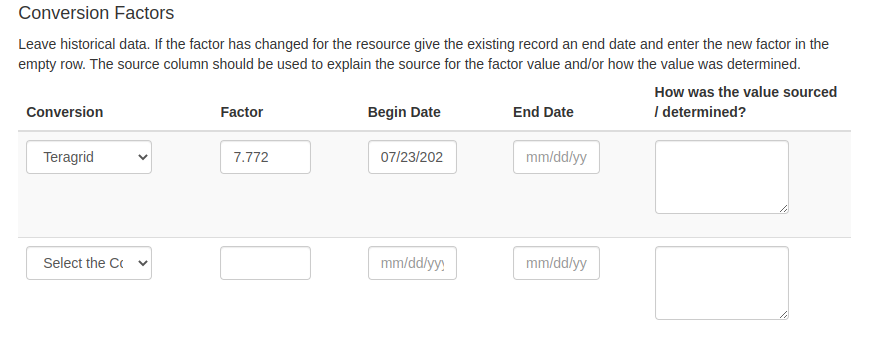 Conversion Factors
Leave historical data. If the factor has changed for the resource give the existing record an end date and enter the new factor in the
empty row. The source column should be used to explain the source for the factor value and/or how the value was determined.
Conversion Factor Begin Date End Date How was the value sourced
/ determined?
Teragrid 7.772 07/23/202 mm/dd/yy
Select the Co mm/dd/yyy mm/dd/yy